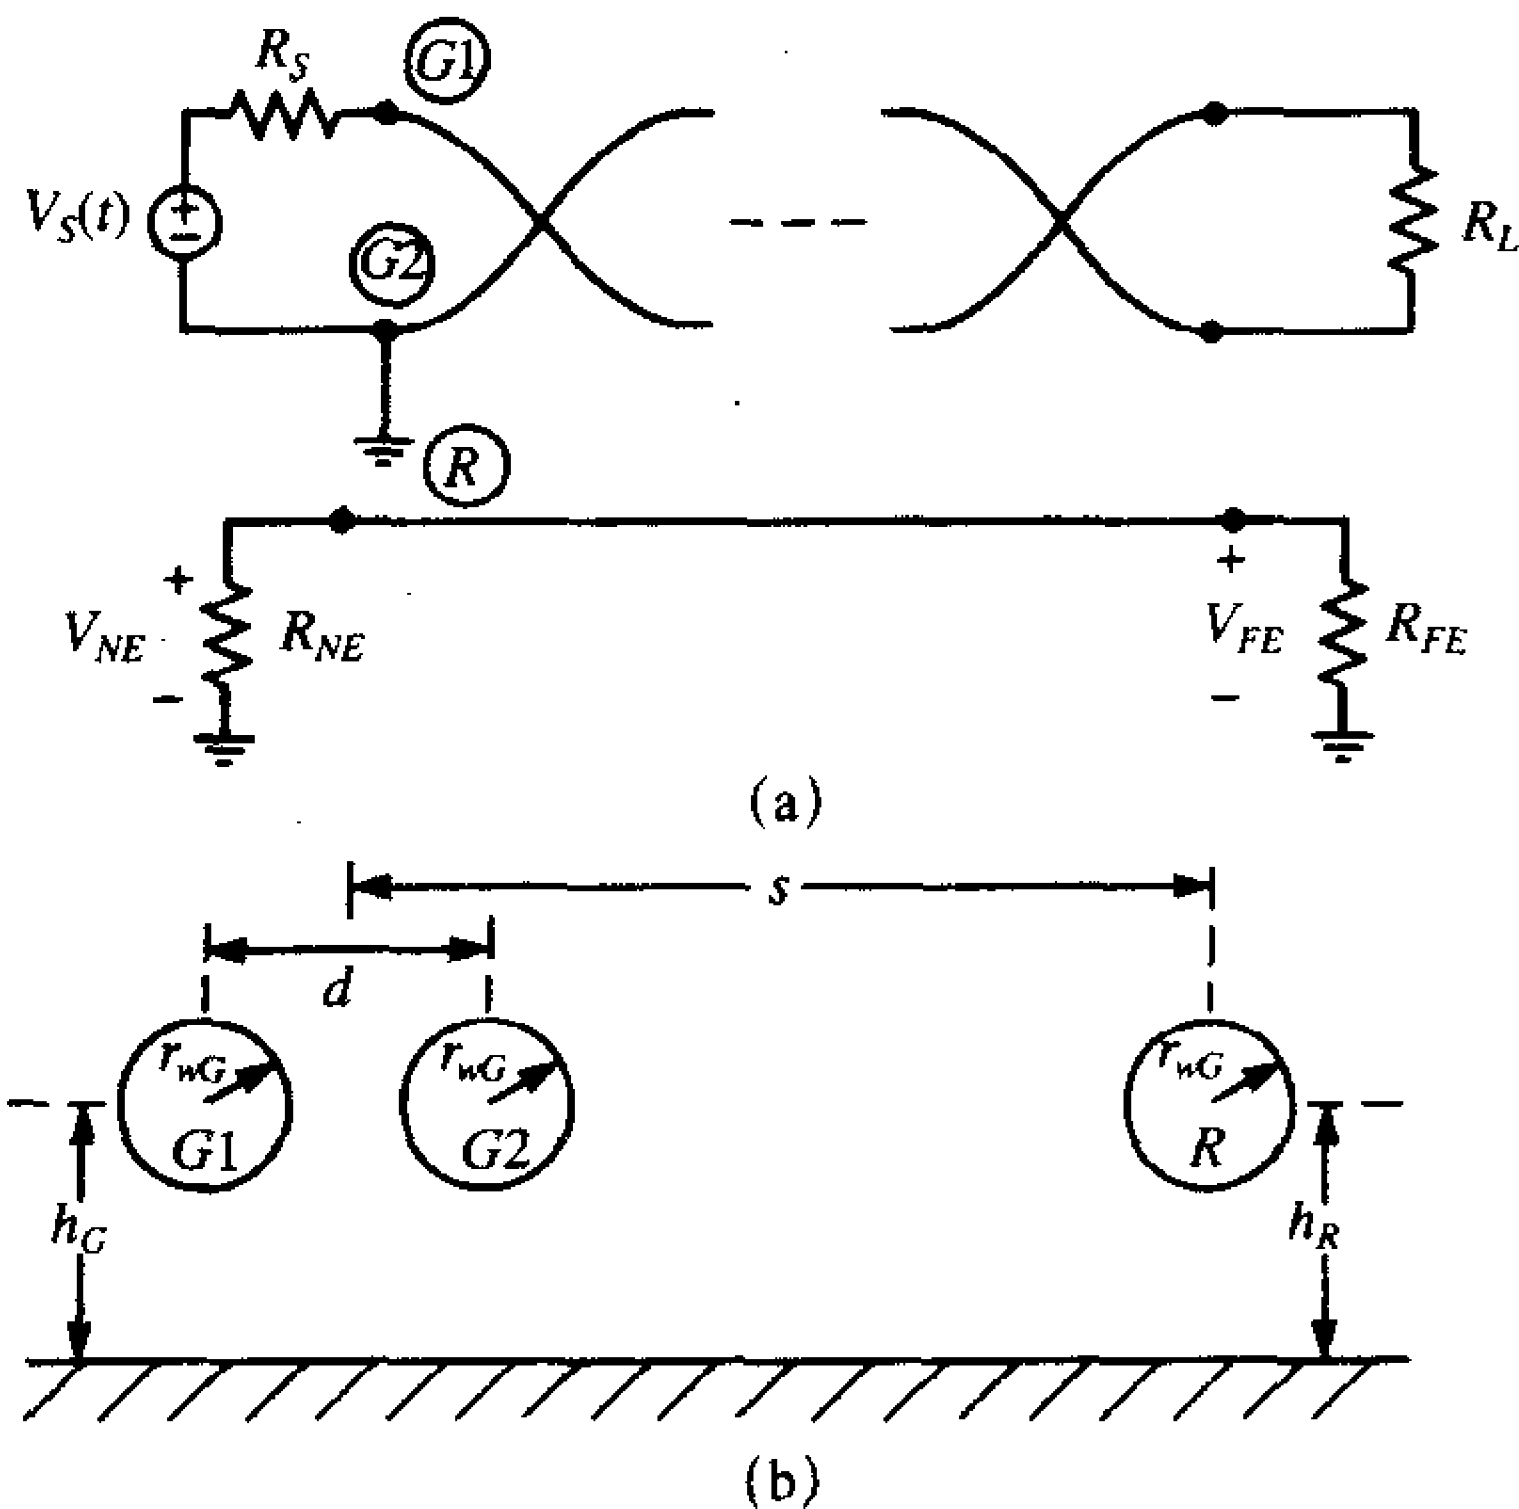 R_S
G1
V_S(t)
+
−
G2
R_L
R
+
V_NE
−
R_NE
+
V_FE
−
R_FE
(a)
s
d
r_wG
G1
r_wG
G2
r_wG
R
h_G
h_R
(b)